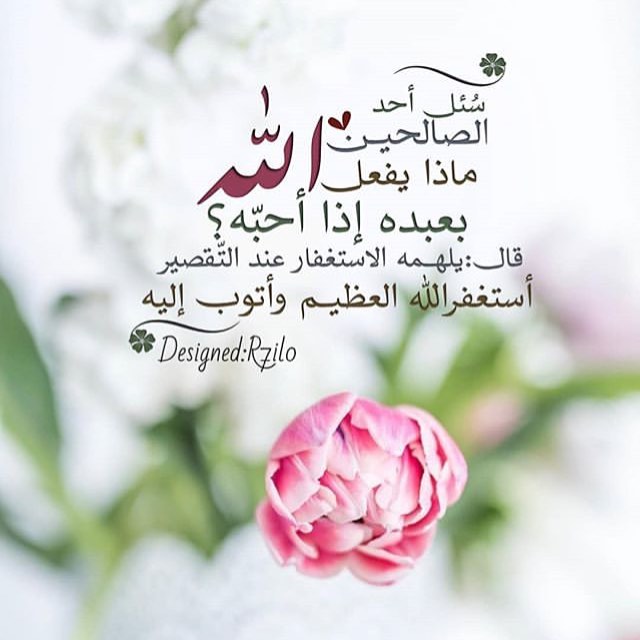 سُئل أحد
الصالحين
ماذا يفعل الله
بعبده إذا أحبّه؟
قال:يلهمه الاستغفار عند التّقصير
أستغفرالله العظيم وأتوب إليه
Designed:R7ilo